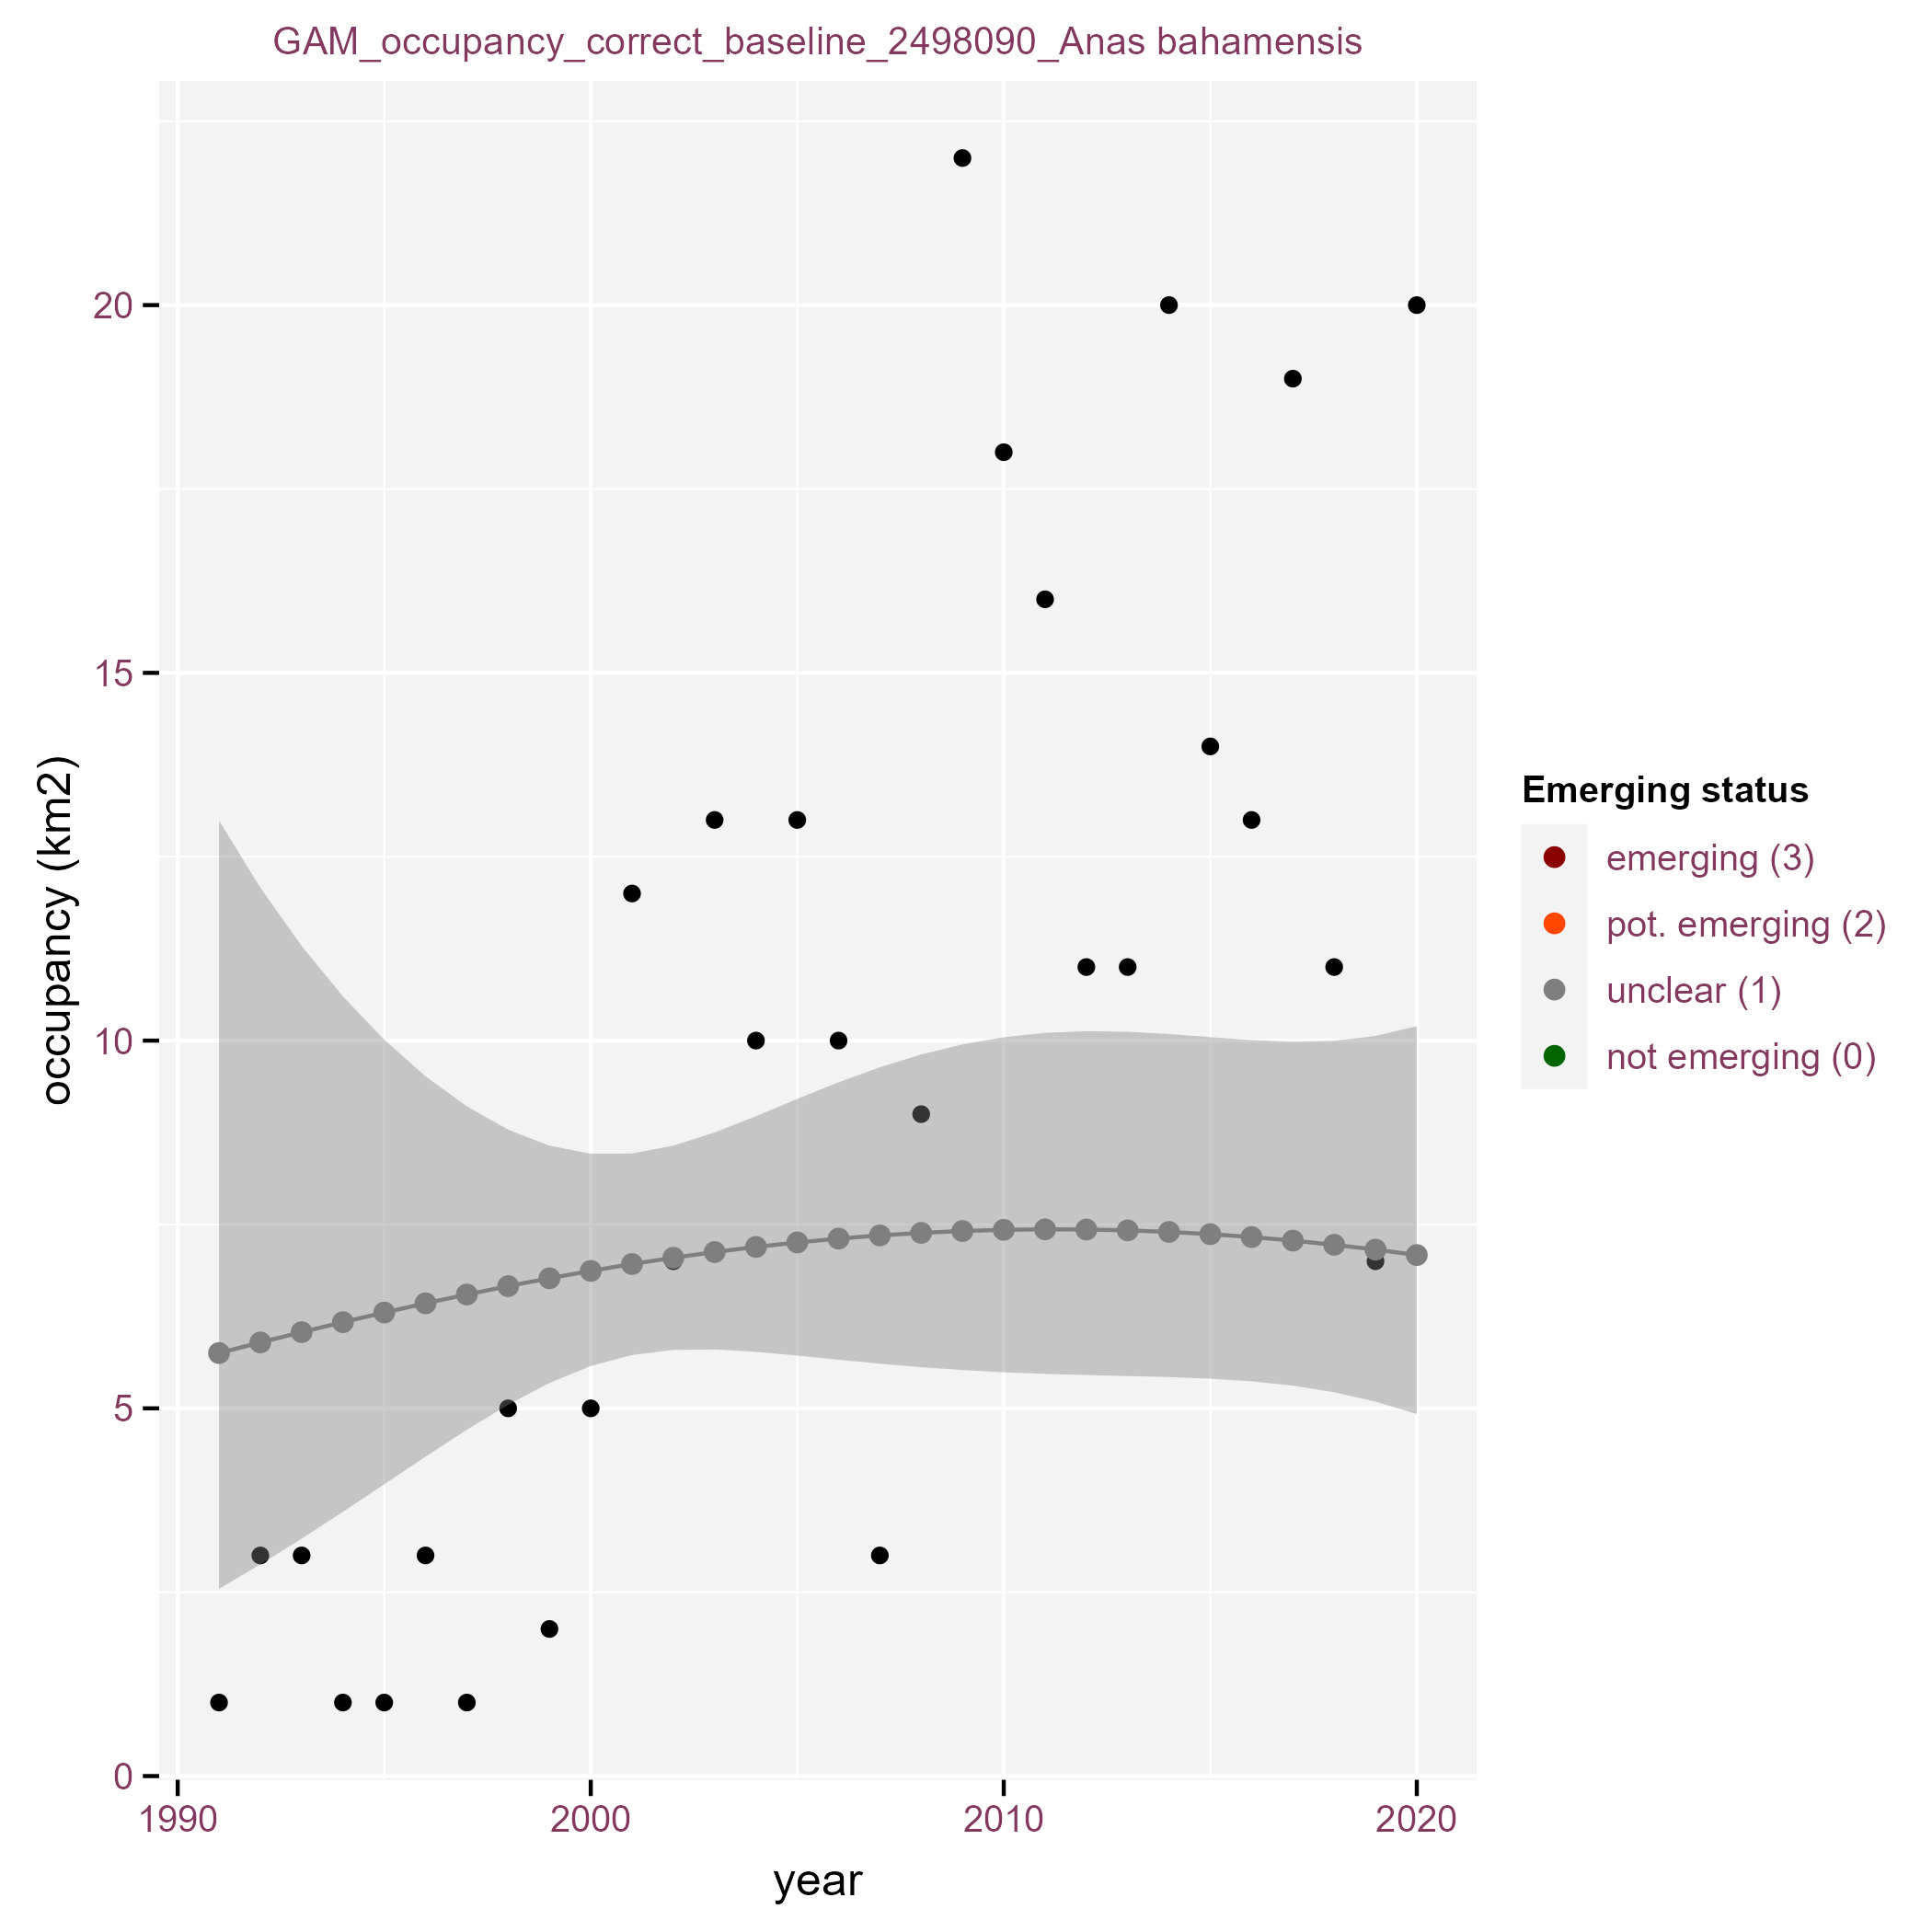 GAM_occupancy_correct_baseline_2498090_Anas bahamensis
occupancy (km2)
20
15
10
5
0
1990
2000
2010
2020
year
Emerging status
emerging (3)
pot. emerging (2)
unclear (1)
not emerging (0)